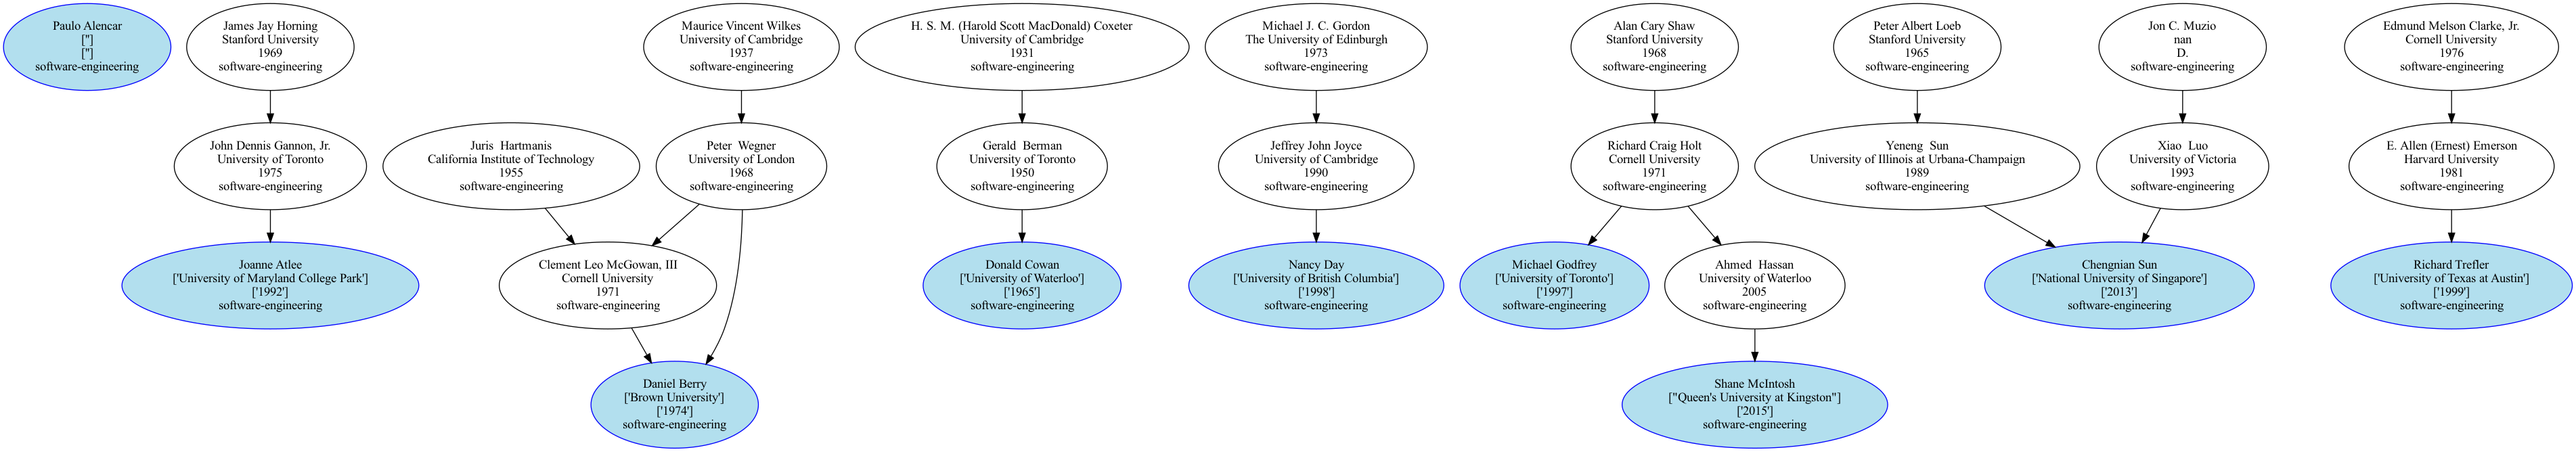 Paulo Alencar
['']
['']
software-engineering
James Jay Horning
Stanford University
1969
software-engineering
Maurice Vincent Wilkes
University of Cambridge
1937
software-engineering
H. S. M. (Harold Scott MacDonald) Coxeter
University of Cambridge
1931
software-engineering
Michael J. C. Gordon
The University of Edinburgh
1973
software-engineering
Alan Cary Shaw
Stanford University
1968
software-engineering
Peter Albert Loeb
Stanford University
1965
software-engineering
Jon C. Muzio
nan
D.
software-engineering
Edmund Melson Clarke, Jr.
Cornell University
1976
software-engineering
John Dennis Gannon, Jr.
University of Toronto
1975
software-engineering
Juris  Hartmanis
California Institute of Technology
1955
software-engineering
Peter  Wegner
University of London
1968
software-engineering
Gerald  Berman
University of Toronto
1950
software-engineering
Jeffrey John Joyce
University of Cambridge
1990
software-engineering
Richard Craig Holt
Cornell University
1971
software-engineering
Yeneng  Sun
University of Illinois at Urbana-Champaign
1989
software-engineering
Xiao  Luo
University of Victoria
1993
software-engineering
E. Allen (Ernest) Emerson
Harvard University
1981
software-engineering
Joanne Atlee
['University of Maryland College Park']
['1992']
software-engineering
Clement Leo McGowan, III
Cornell University
1971
software-engineering
Donald Cowan
['University of Waterloo']
['1965']
software-engineering
Nancy Day
['University of British Columbia']
['1998']
software-engineering
Michael Godfrey
['University of Toronto']
['1997']
software-engineering
Ahmed  Hassan
University of Waterloo
2005
software-engineering
Chengnian Sun
['National University of Singapore']
['2013']
software-engineering
Richard Trefler
['University of Texas at Austin']
['1999']
software-engineering
Daniel Berry
['Brown University']
['1974']
software-engineering
Shane McIntosh
["Queen's University at Kingston"]
['2015']
software-engineering